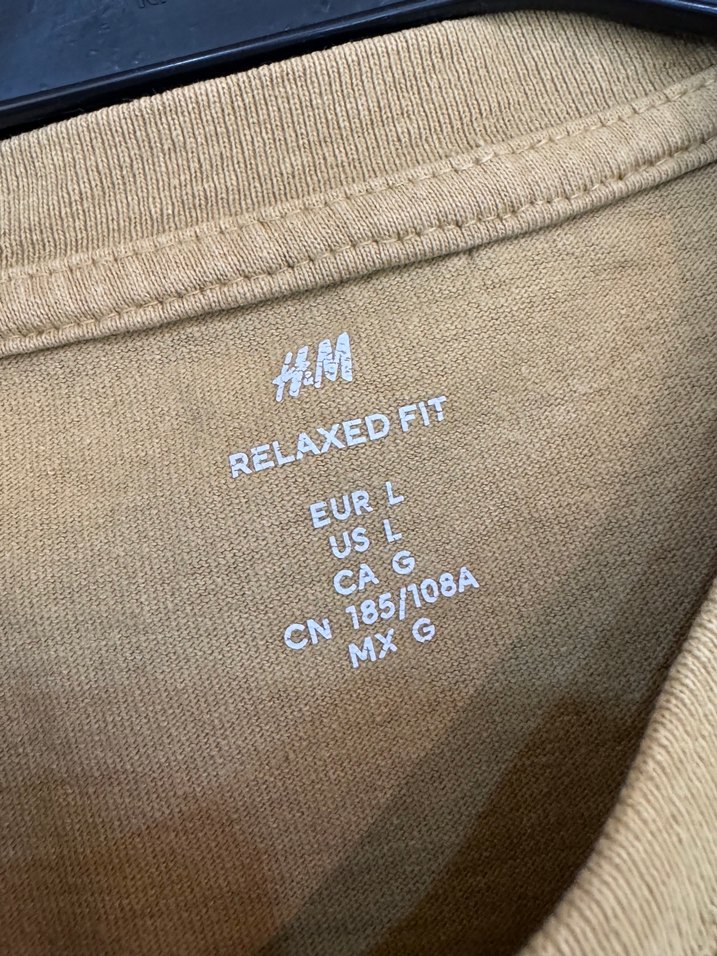 H&M
RELAXED FIT
EUR L
US L
CA G
CN 185/108A
MX G